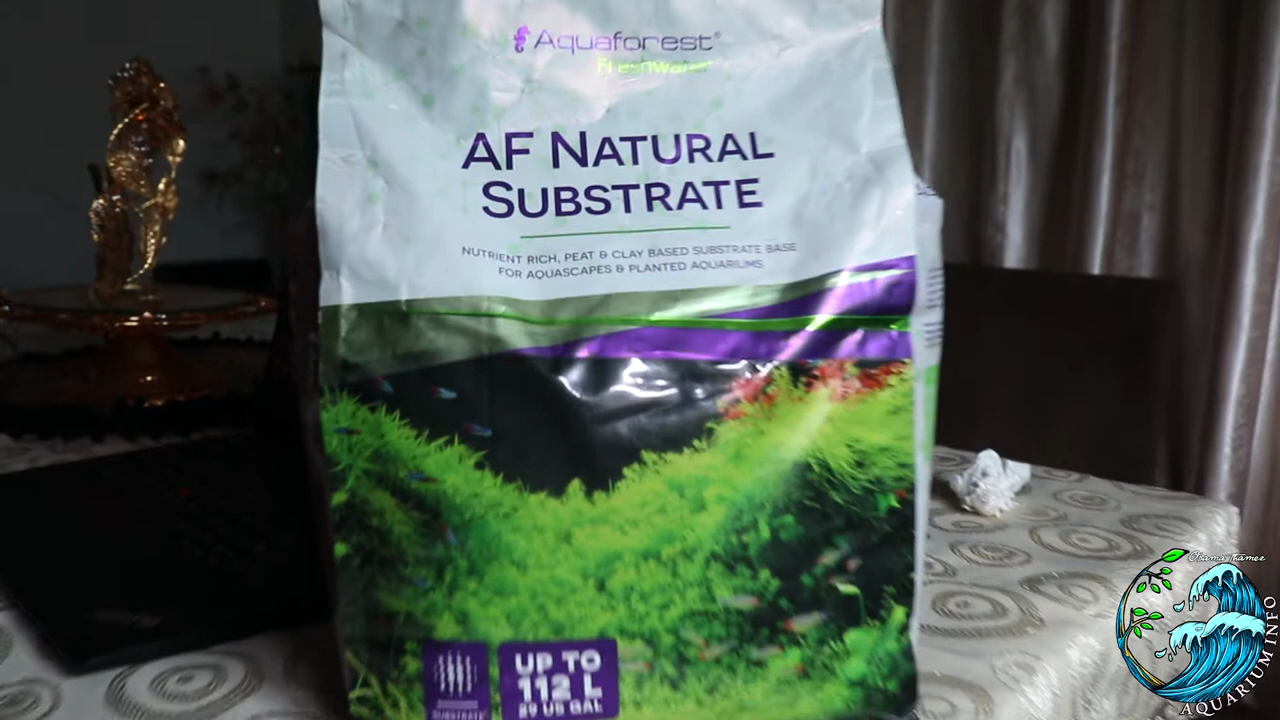 Aquaforest®
Freshwater
AF NATURAL
SUBSTRATE
NUTRIENT RICH, PEAT & CLAY BASED SUBSTRATE BASE
FOR AQUASCAPES & PLANTED AQUARIUMS
UP TO
112 L
29 US GAL
SUBSTRATE
AQUARIUM INFO